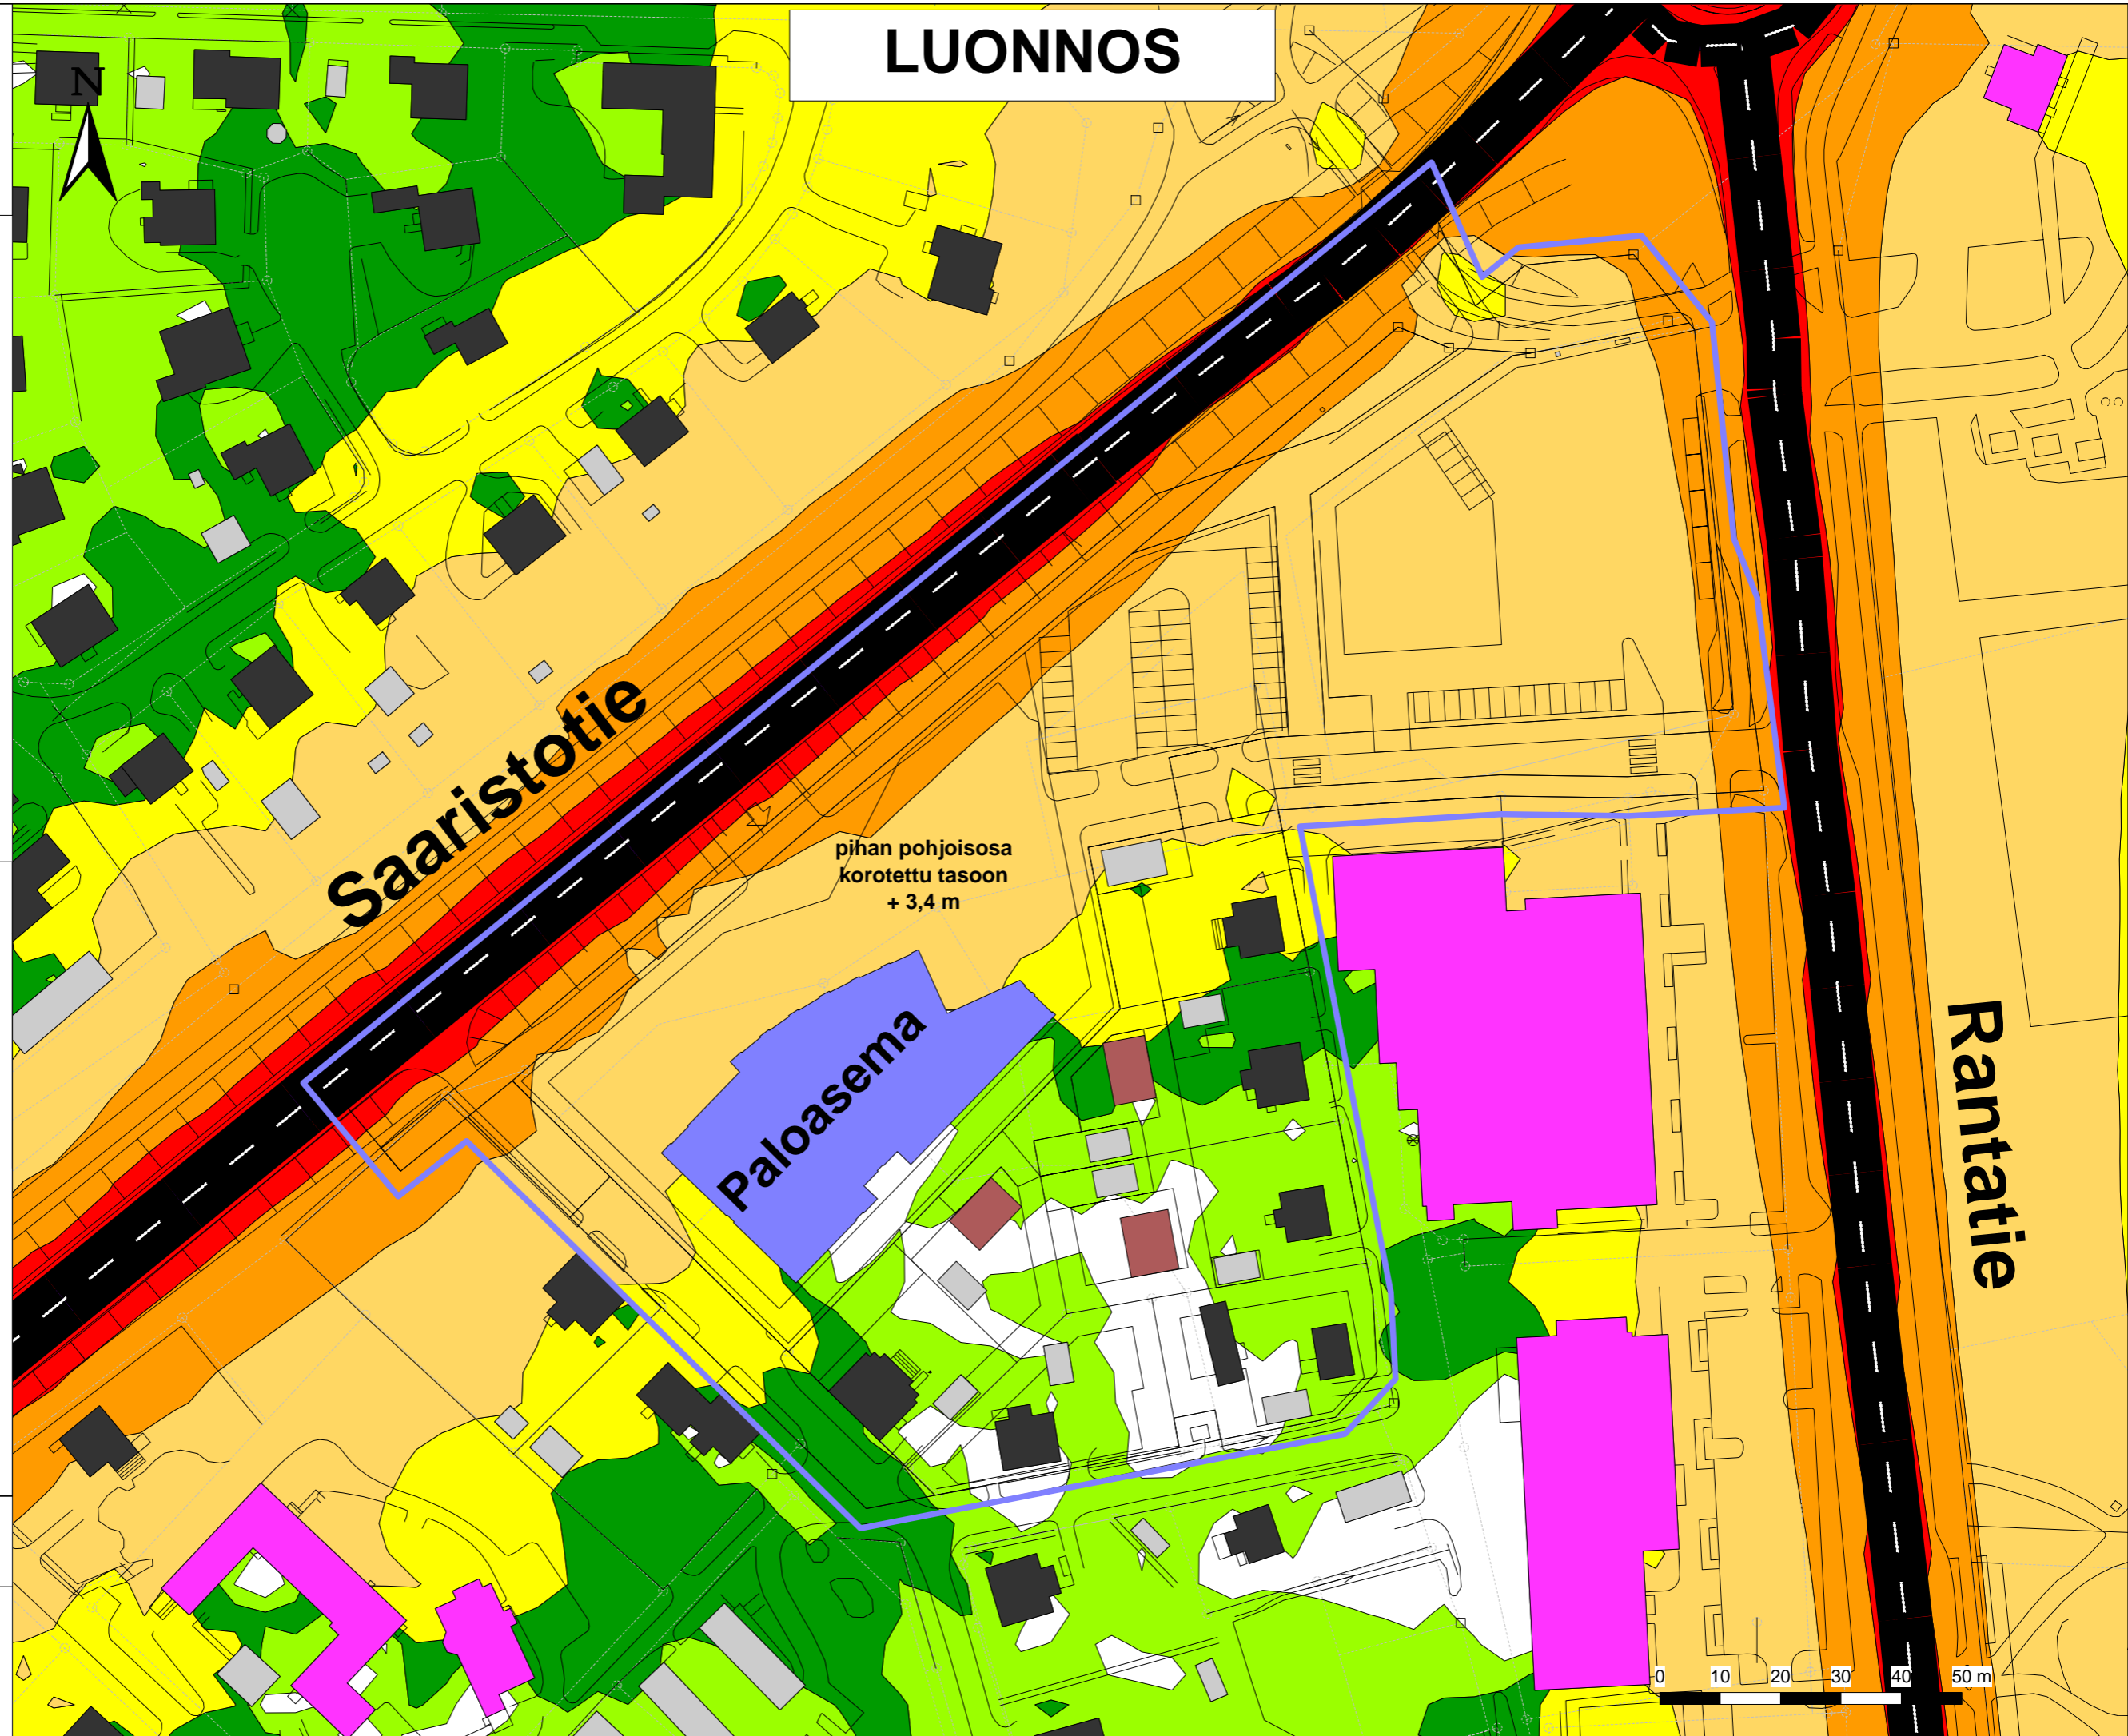 LUONNOS
N
Saaristotie
pihan pohjoisosa
korotettu tasoon
+ 3,4 m
Paloasema
Rantatie
0 10 20 30 40 50 m